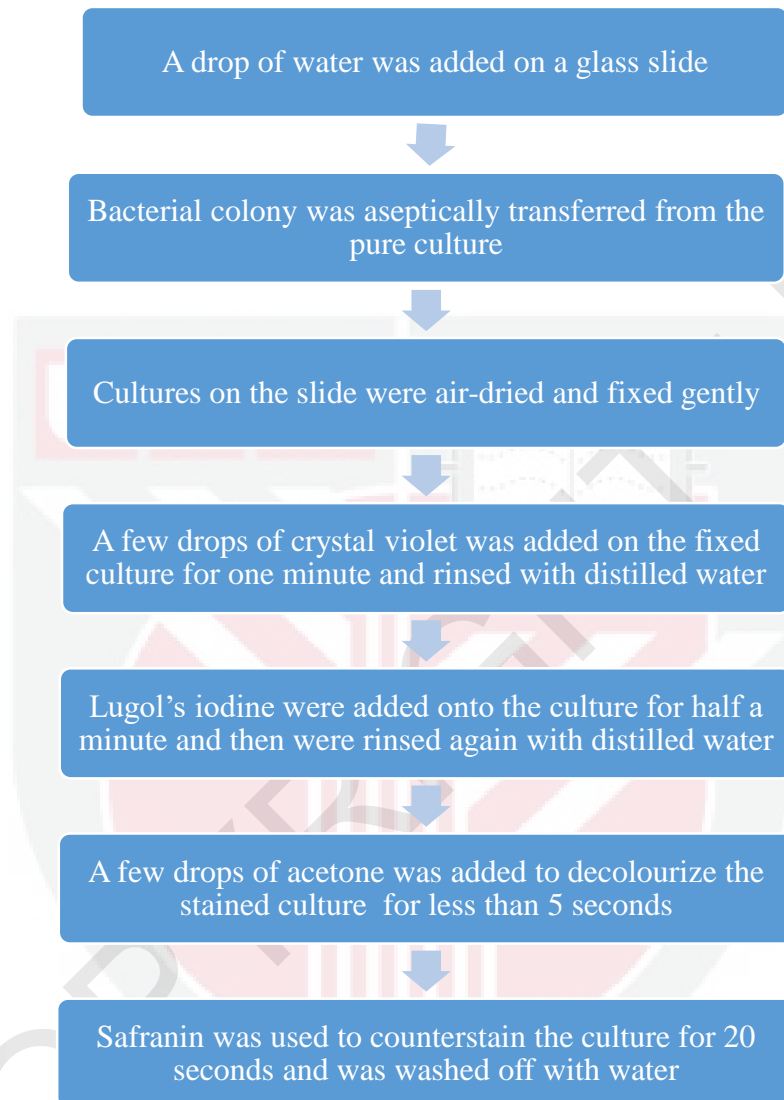 A drop of water was added on a glass slide
Bacterial colony was aseptically transferred from the
pure culture
Cultures on the slide were air-dried and fixed gently
A few drops of crystal violet was added on the fixed
culture for one minute and rinsed with distilled water
Lugol’s iodine were added onto the culture for half a
minute and then were rinsed again with distilled water
A few drops of acetone was added to decolourize the
stained culture for less than 5 seconds
Safranin was used to counterstain the culture for 20
seconds and was washed off with water